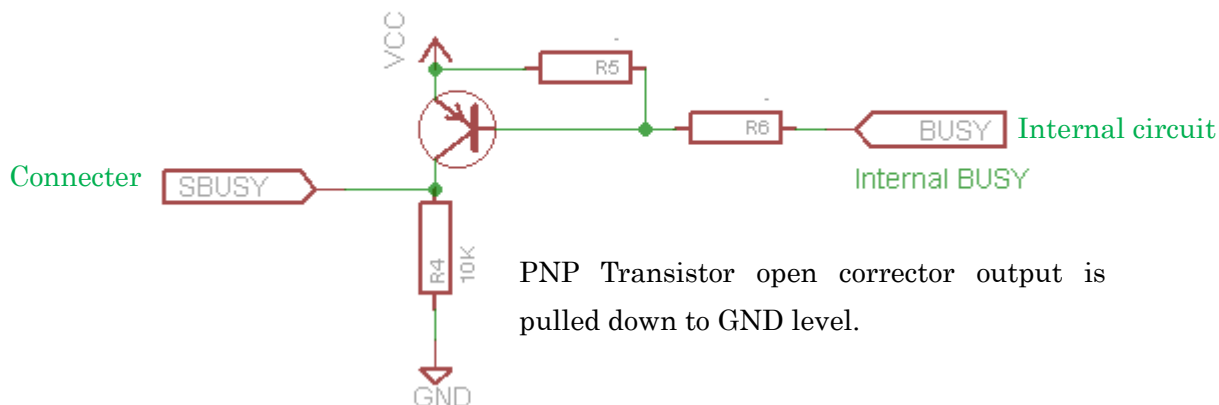 VCC
R5
R6
BUSY
Internal circuit
Internal BUSY
Connecter
SBUSY
R4
10K
PNP Transistor open corrector output is
pulled down to GND level.
GND